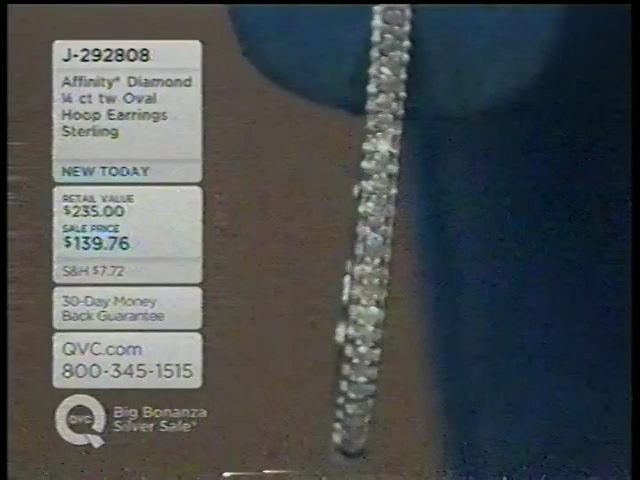 J-292808
Affinity® Diamond
¼ ct tw Oval
Hoop Earrings
Sterling
NEW TODAY
RETAIL VALUE
$235.00
SALE PRICE
$139.76
S&H $7.72
30-Day Money
Back Guarantee
QVC.com
800-345-1515
QVC
Big Bonanza
Silver Sale®